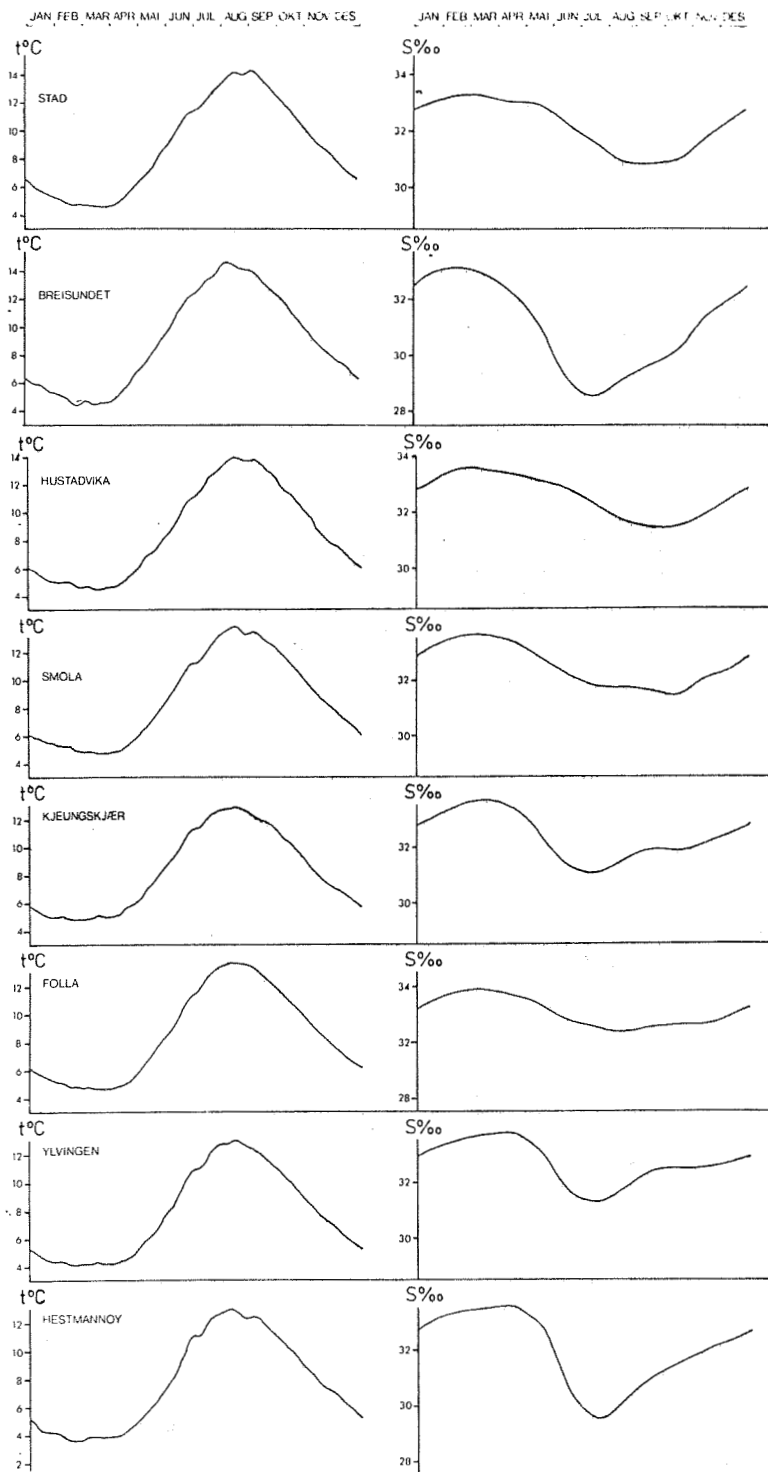 JAN FEB MAR APR MAI JUN JUL AUG SEP OKT NOV DES JAN FEB MAR APR MAI JUN JUL AUG SEP OKT NOV DES
t°C S‰
14 34
STAD
12
10 32
8
6 30
4
t°C S‰
14
BREISUNDET 32
12
10
8 30
6
4 28
t°C S‰
14 34
HUSTADVIKA
12
10 32
8
6 30
4
t°C S‰
12
SMOLA
10 32
8
6 30
4
t°C S‰
KJEUNGSKJÆR
12
10 32
8
6 30
4
t°C S‰
FOLLA 34
12
10
8 32
6
4 28
t°C S‰
YLVINGEN
12
10 32
8
6 30
4
t°C S‰
HESTMANNOY
12
10 32
8
6 30
4
2 28